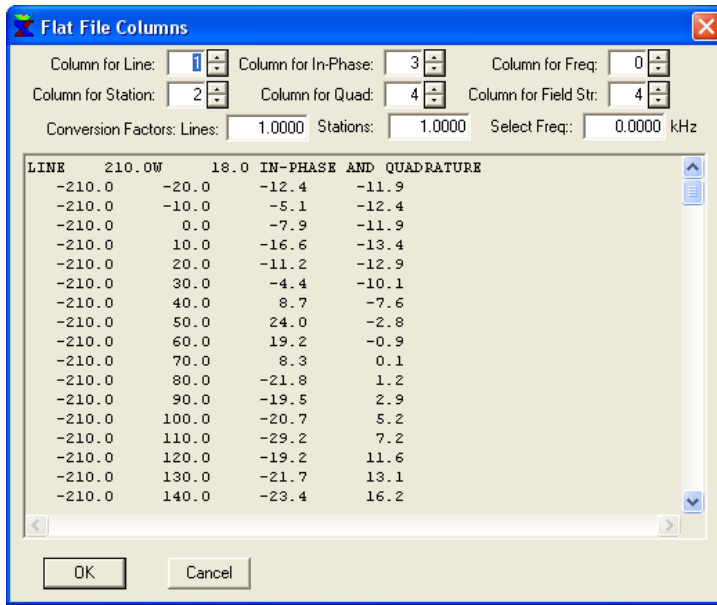 Flat File Columns
Column for Line: 1 Column for In-Phase: 3 Column for Freq: 0
Column for Station: 2 Column for Quad: 4 Column for Field Str: 4
Conversion Factors: Lines: 1.0000 Stations: 1.0000 Select Freq:: 0.0000 kHz
LINE 210.0W 18.0 IN-PHASE AND QUADRATURE
-210.0 -20.0 -12.4 -11.9
-210.0 -10.0 -5.1 -12.4
-210.0 0.0 -7.9 -11.9
-210.0 10.0 -16.6 -13.4
-210.0 20.0 -11.2 -12.9
-210.0 30.0 -4.4 -10.1
-210.0 40.0 8.7 -7.6
-210.0 50.0 24.0 -2.8
-210.0 60.0 19.2 -0.9
-210.0 70.0 8.3 0.1
-210.0 80.0 -21.8 1.2
-210.0 90.0 -19.5 2.9
-210.0 100.0 -20.7 5.2
-210.0 110.0 -29.2 7.2
-210.0 120.0 -19.2 11.6
-210.0 130.0 -21.7 13.1
-210.0 140.0 -23.4 16.2
OK Cancel